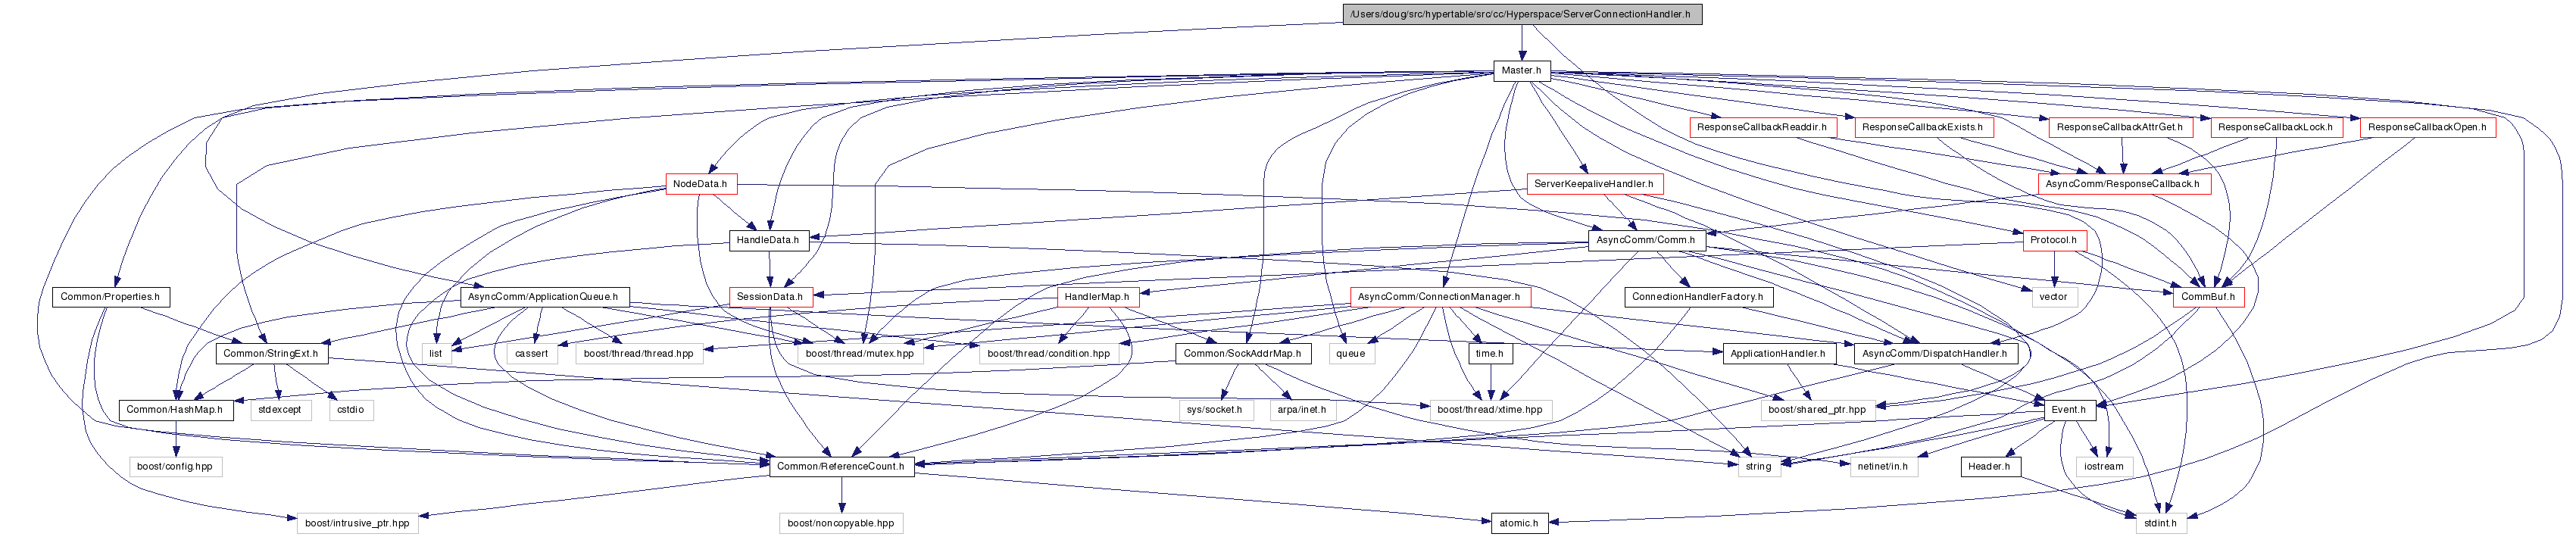 /Users/doug/src/hypertable/src/cc/Hyperspace/ServerConnectionHandler.h
Master.h
ResponseCallbackReaddir.h
ResponseCallbackExists.h
ResponseCallbackAttrGet.h
ResponseCallbackLock.h
ResponseCallbackOpen.h
NodeData.h
ServerKeepaliveHandler.h
AsyncComm/ResponseCallback.h
HandleData.h
AsyncComm/Comm.h
Protocol.h
Common/Properties.h
AsyncComm/ApplicationQueue.h
SessionData.h
HandlerMap.h
AsyncComm/ConnectionManager.h
ConnectionHandlerFactory.h
vector
CommBuf.h
Common/StringExt.h
list
cassert
boost/thread/thread.hpp
boost/thread/mutex.hpp
boost/thread/condition.hpp
Common/SockAddrMap.h
queue
time.h
ApplicationHandler.h
AsyncComm/DispatchHandler.h
Common/HashMap.h
stdexcept
cstdio
boost/thread/xtime.hpp
sys/socket.h
arpa/inet.h
boost/shared_ptr.hpp
Event.h
boost/config.hpp
Common/ReferenceCount.h
string
netinet/in.h
Header.h
iostream
boost/intrusive_ptr.hpp
boost/noncopyable.hpp
atomic.h
stdint.h